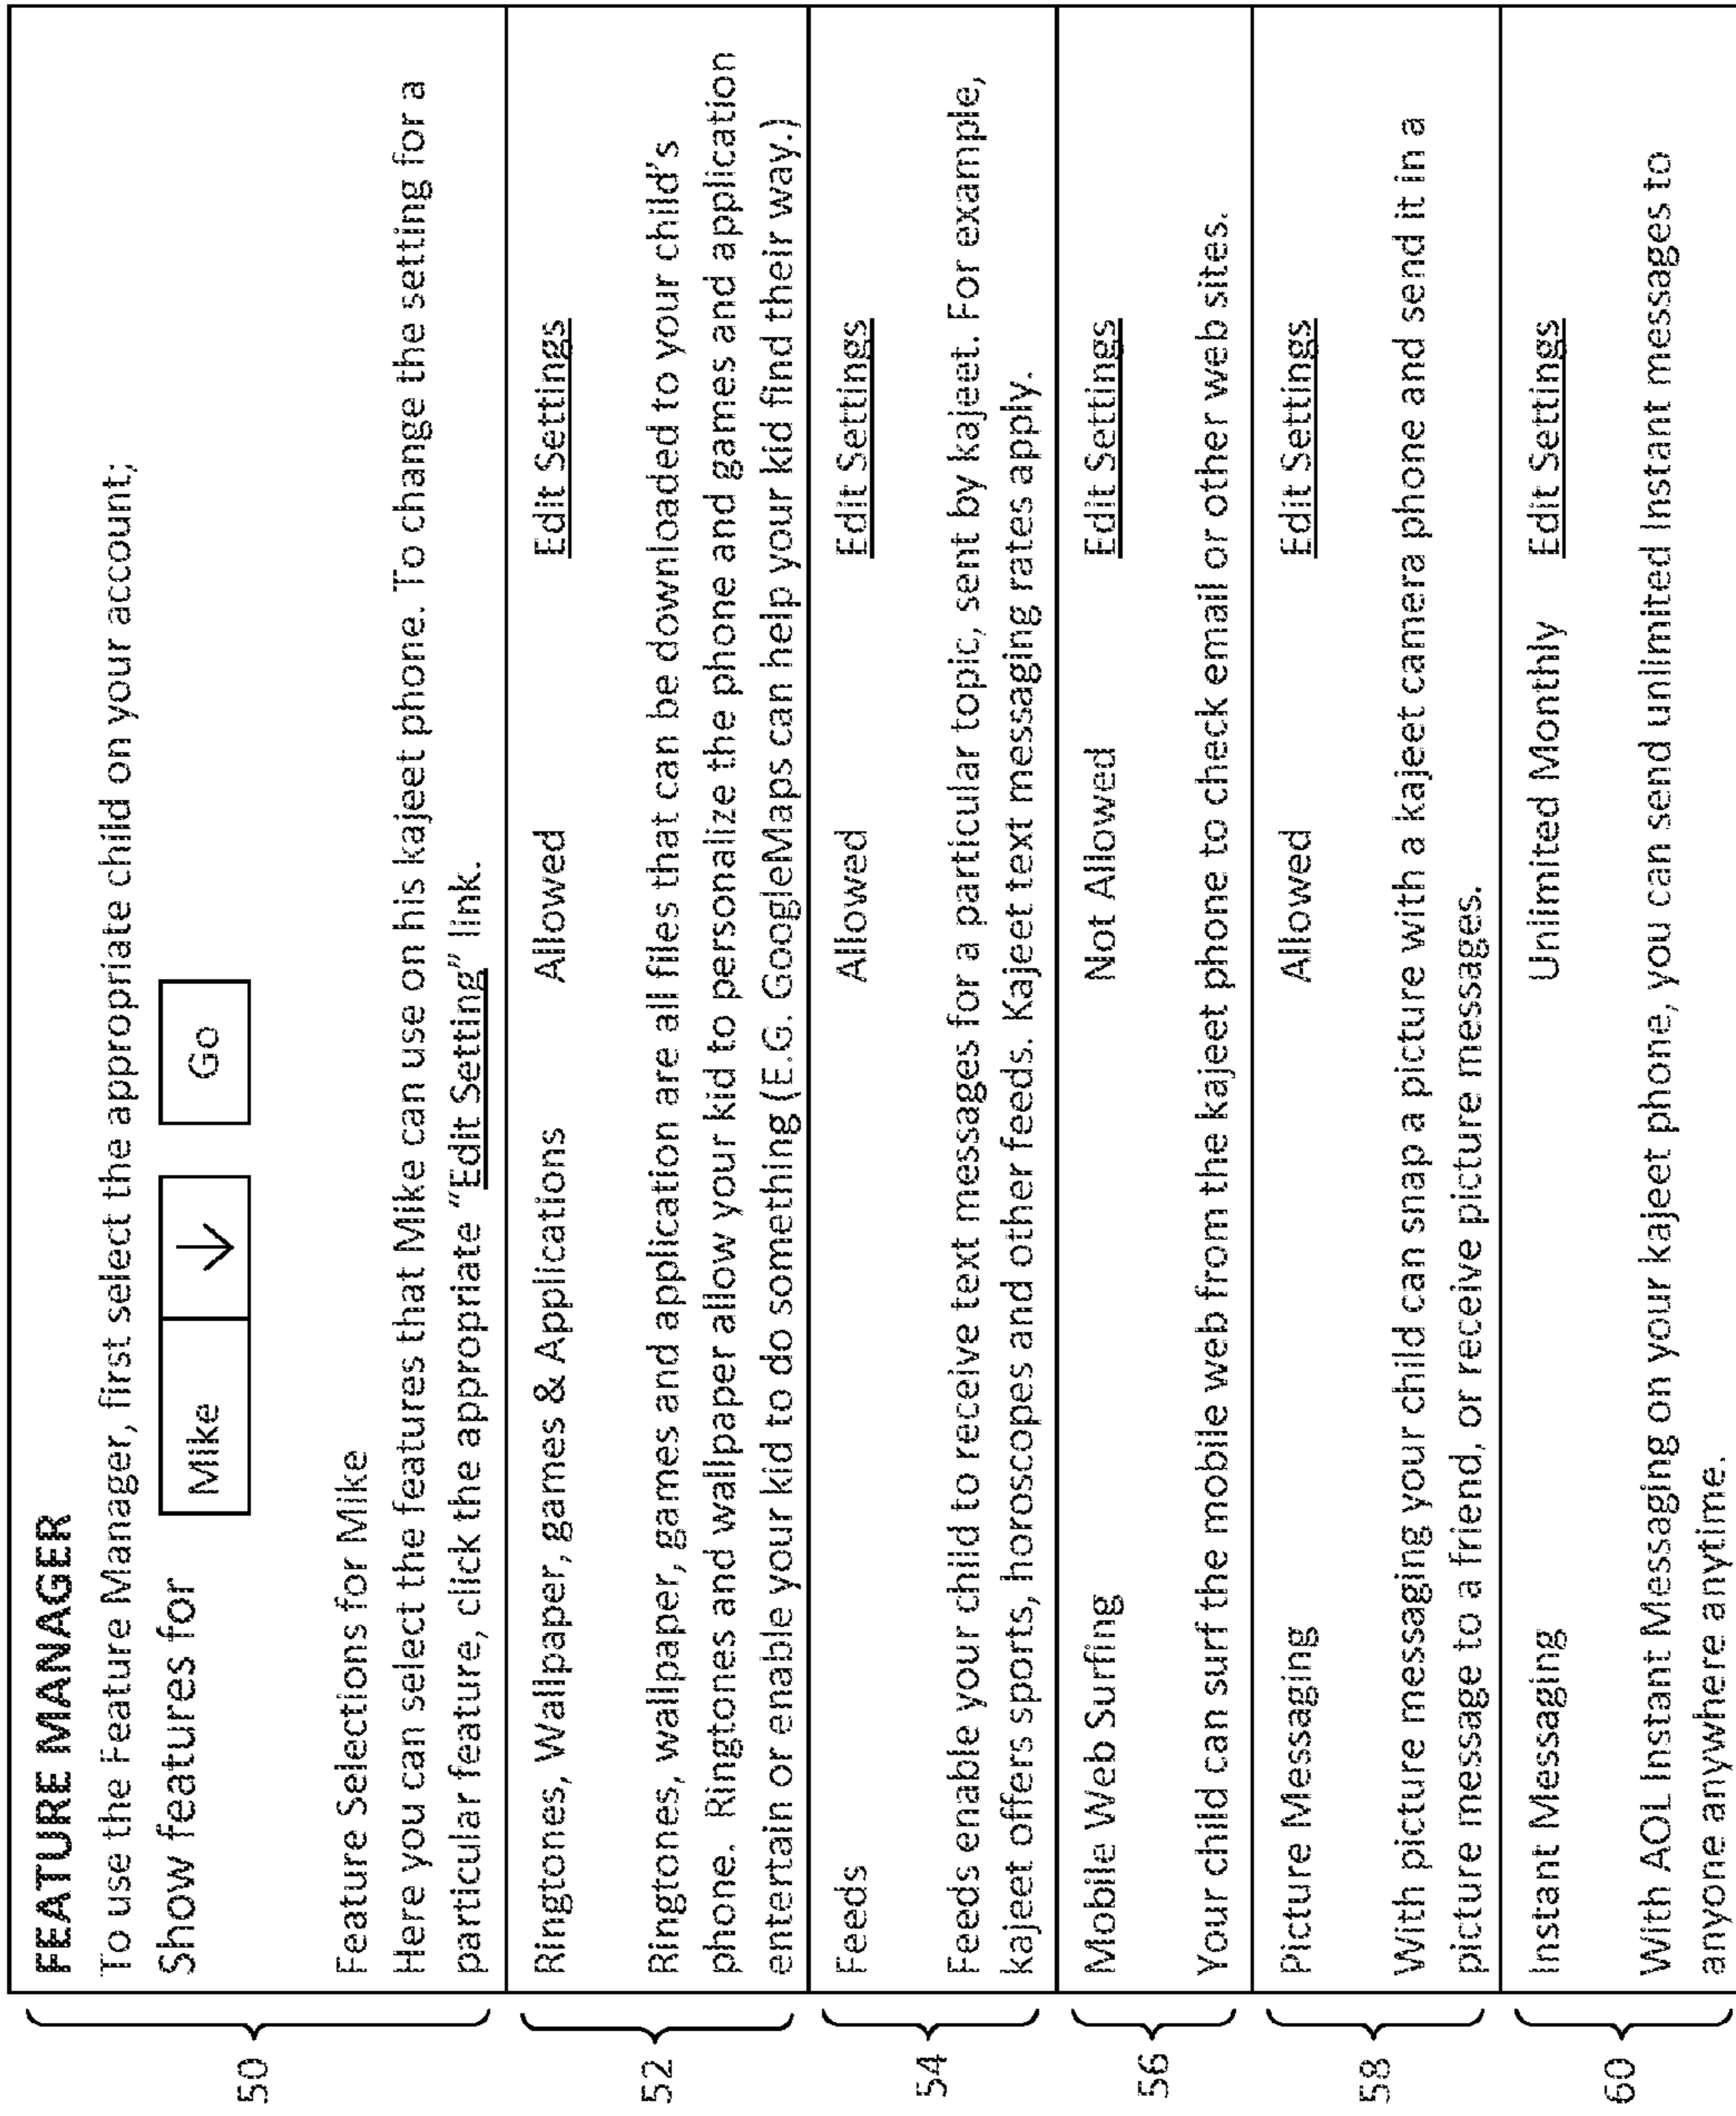 FEATURE MANAGER
To use the Feature Manager, first select the appropriate child on your account;
Show features for Mike Go
Feature Selections for Mike
Here you can select the features that Mike can use on his kajeet phone. To change the setting for a
particular feature, click the appropriate "Edit Setting" link.
50
Ringtones, Wallpaper, games & Applications Allowed Edit Settings
Ringtones, wallpaper, games and application are all files that can be downloaded to your child's
phone. Ringtones and wallpaper allow your kid to personalize the phone and games and application
entertain or enable your kid to do something (E.G. GoogleMaps can help your kid find their way.)
52
Feeds Allowed Edit Settings
Feeds enable your child to receive text messages for a particular topic, sent by kajeet. For example,
kajeet offers sports, horoscopes and other feeds. Kajeet text messaging rates apply.
54
Mobile Web Surfing Not Allowed Edit Settings
Your child can surf the mobile web from the kajeet phone to check email or other web sites.
56
Picture Messaging Allowed Edit Settings
With picture messaging your child can snap a picture with a kajeet camera phone and send it in a
picture message to a friend, or receive picture messages.
58
Instant Messaging Unlimited Monthly Edit Settings
With AOL Instant Messaging on your kajeet phone, you can send unlimited Instant messages to
anyone anywhere anytime.
60